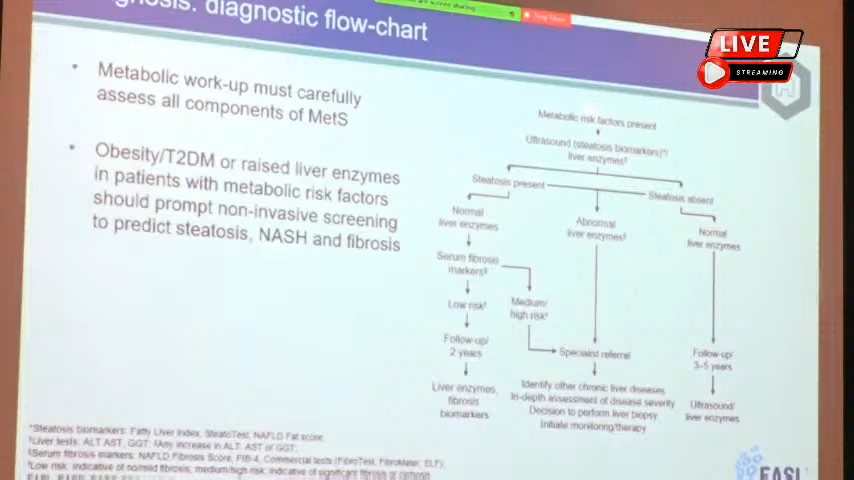 diagnostic flow-chart
LIVE
STREAMING
• Metabolic work-up must carefully
assess all components of MetS
• Obesity/T2DM or raised liver enzymes
in patients with metabolic risk factors
should prompt non-invasive screening
to predict steatosis, NASH and fibrosis
Metabolic risk factors present
Ultrasound (steatosis biomarkers)*/
liver enzymes†
Steatosis present
Steatosis absent
Normal
liver enzymes
Abnormal
liver enzymes‡
Normal
liver enzymes
Serum fibrosis
markers§
Low risk¶
Medium/
high risk¶
Follow-up/
2 years
Specialist referral
Follow-up/
3–5 years
Liver enzymes,
fibrosis
biomarkers
Identify other chronic liver diseases
In-depth assessment of disease severity
Decision to perform liver biopsy
Initiate monitoring/therapy
Ultrasound/
liver enzymes
*Steatosis biomarkers: Fatty Liver Index, SteatoTest, NAFLD Fat score
†Liver tests: ALT AST, GGT; ‡Any increase in ALT, AST or GGT;
§Serum fibrosis markers: NAFLD Fibrosis Score, FIB-4, Commercial tests (FibroTest, FibroMeter, ELF);
¶Low risk: indicative of no/mild fibrosis; medium/high risk: indicative of significant fibrosis or cirrhosis
EASL